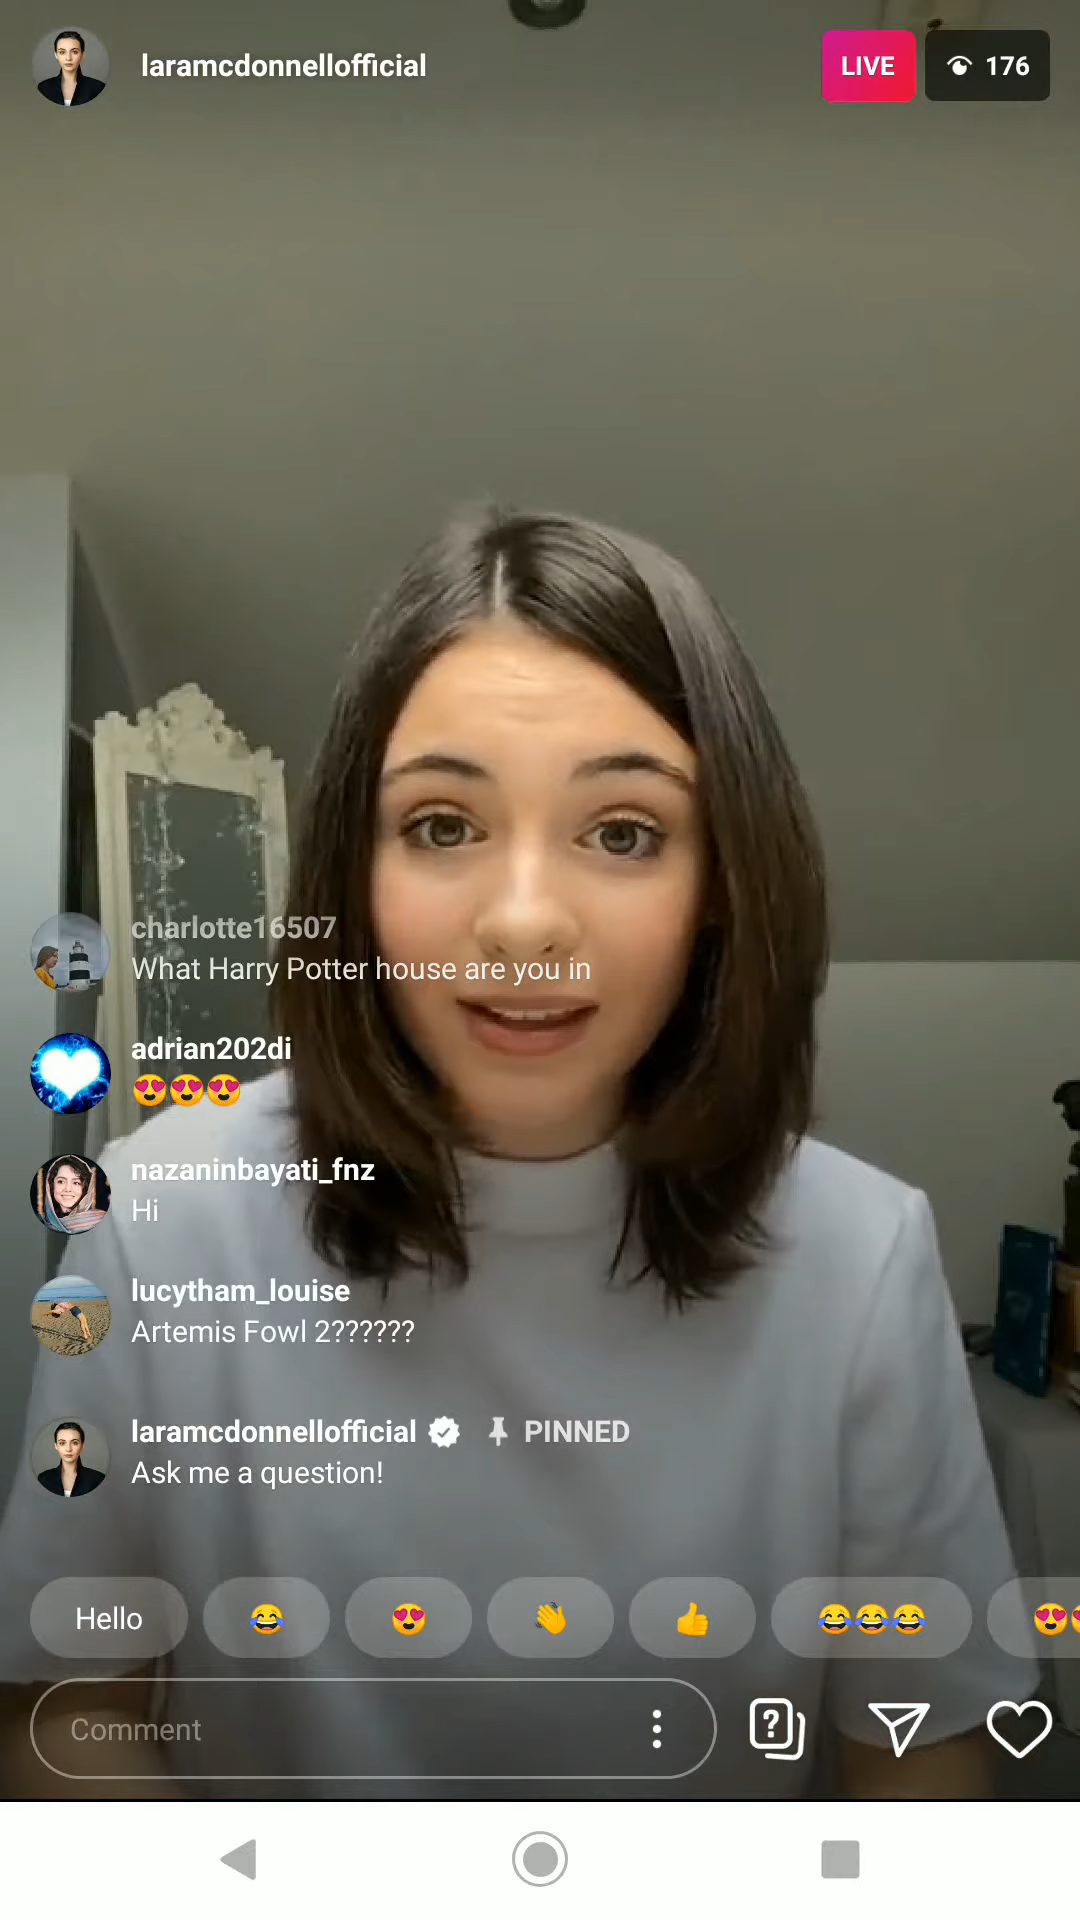 laramcdonnellofficial
LIVE
176
charlotte16507
What Harry Potter house are you in
adrian202di
😍😍😍
nazaninbayati_fnz
Hi
lucytham_louise
Artemis Fowl 2??????
laramcdonnellofficial PINNED
Ask me a question!
Hello 😂 😍 👋 👍 😂😂😂 😍
Comment